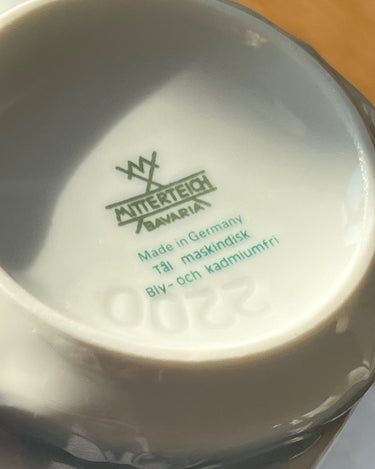 MITTERTEICH
BAVARIA
Made in Germany
Tål maskindisk
Bly- och kadmiumfri
2200